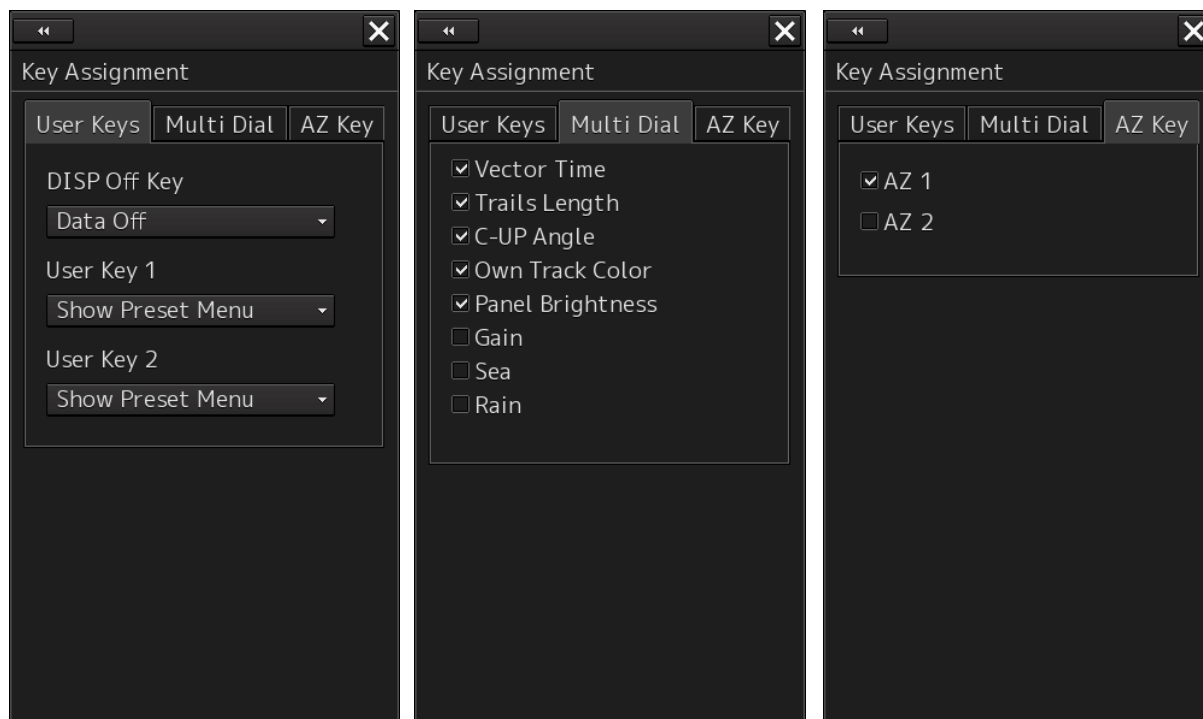 Key Assignment
User Keys Multi Dial AZ Key
DISP Off Key
Data Off
User Key 1
Show Preset Menu
User Key 2
Show Preset Menu
Key Assignment
User Keys Multi Dial AZ Key
Vector Time
Trails Length
C-UP Angle
Own Track Color
Panel Brightness
Gain
Sea
Rain
Key Assignment
User Keys Multi Dial AZ Key
AZ 1
AZ 2